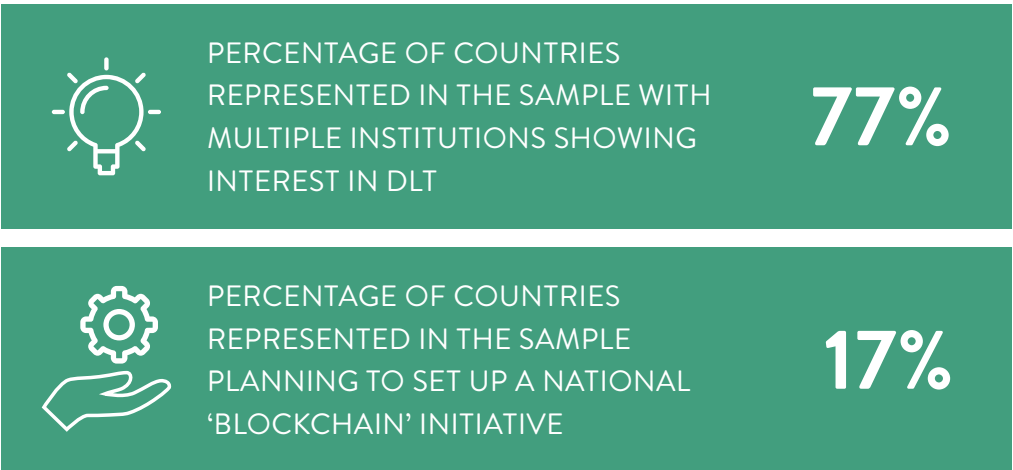 PERCENTAGE OF COUNTRIES
REPRESENTED IN THE SAMPLE WITH
MULTIPLE INSTITUTIONS SHOWING
INTEREST IN DLT
77%
PERCENTAGE OF COUNTRIES
REPRESENTED IN THE SAMPLE
PLANNING TO SET UP A NATIONAL
‘BLOCKCHAIN’ INITIATIVE
17%